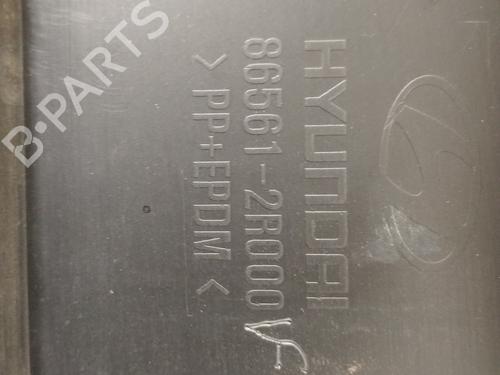 HYUNDAI
86561-2R000
>PP+EPDM<
B-PARTS